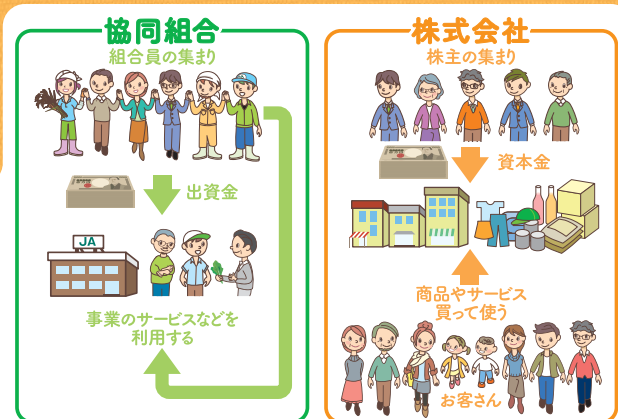 協同組合
組合員の集まり
出資金
JA
事業のサービスなどを
利用する
株式会社
株主の集まり
資本金
商品やサービス
買って使う
お客さん